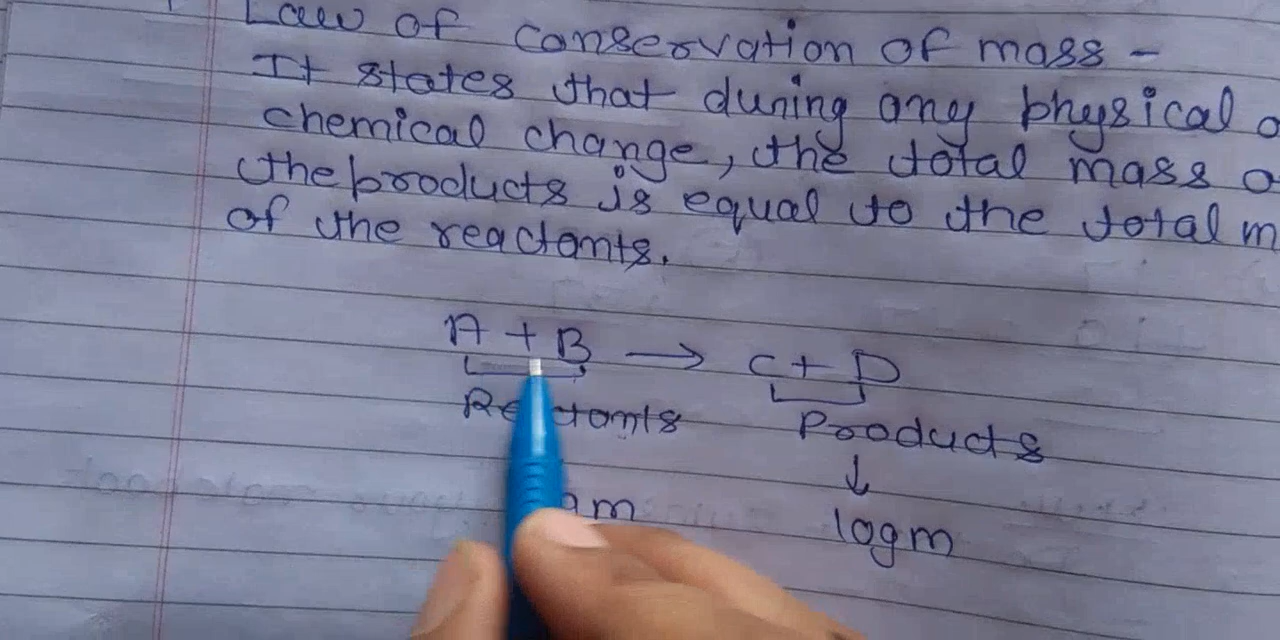 Law of conservation of mass -
It states that during any physical
chemical change, the total mass
the products is equal to the total m
of the reactants.
A + B → C + D
Products
↓
10gm
gm